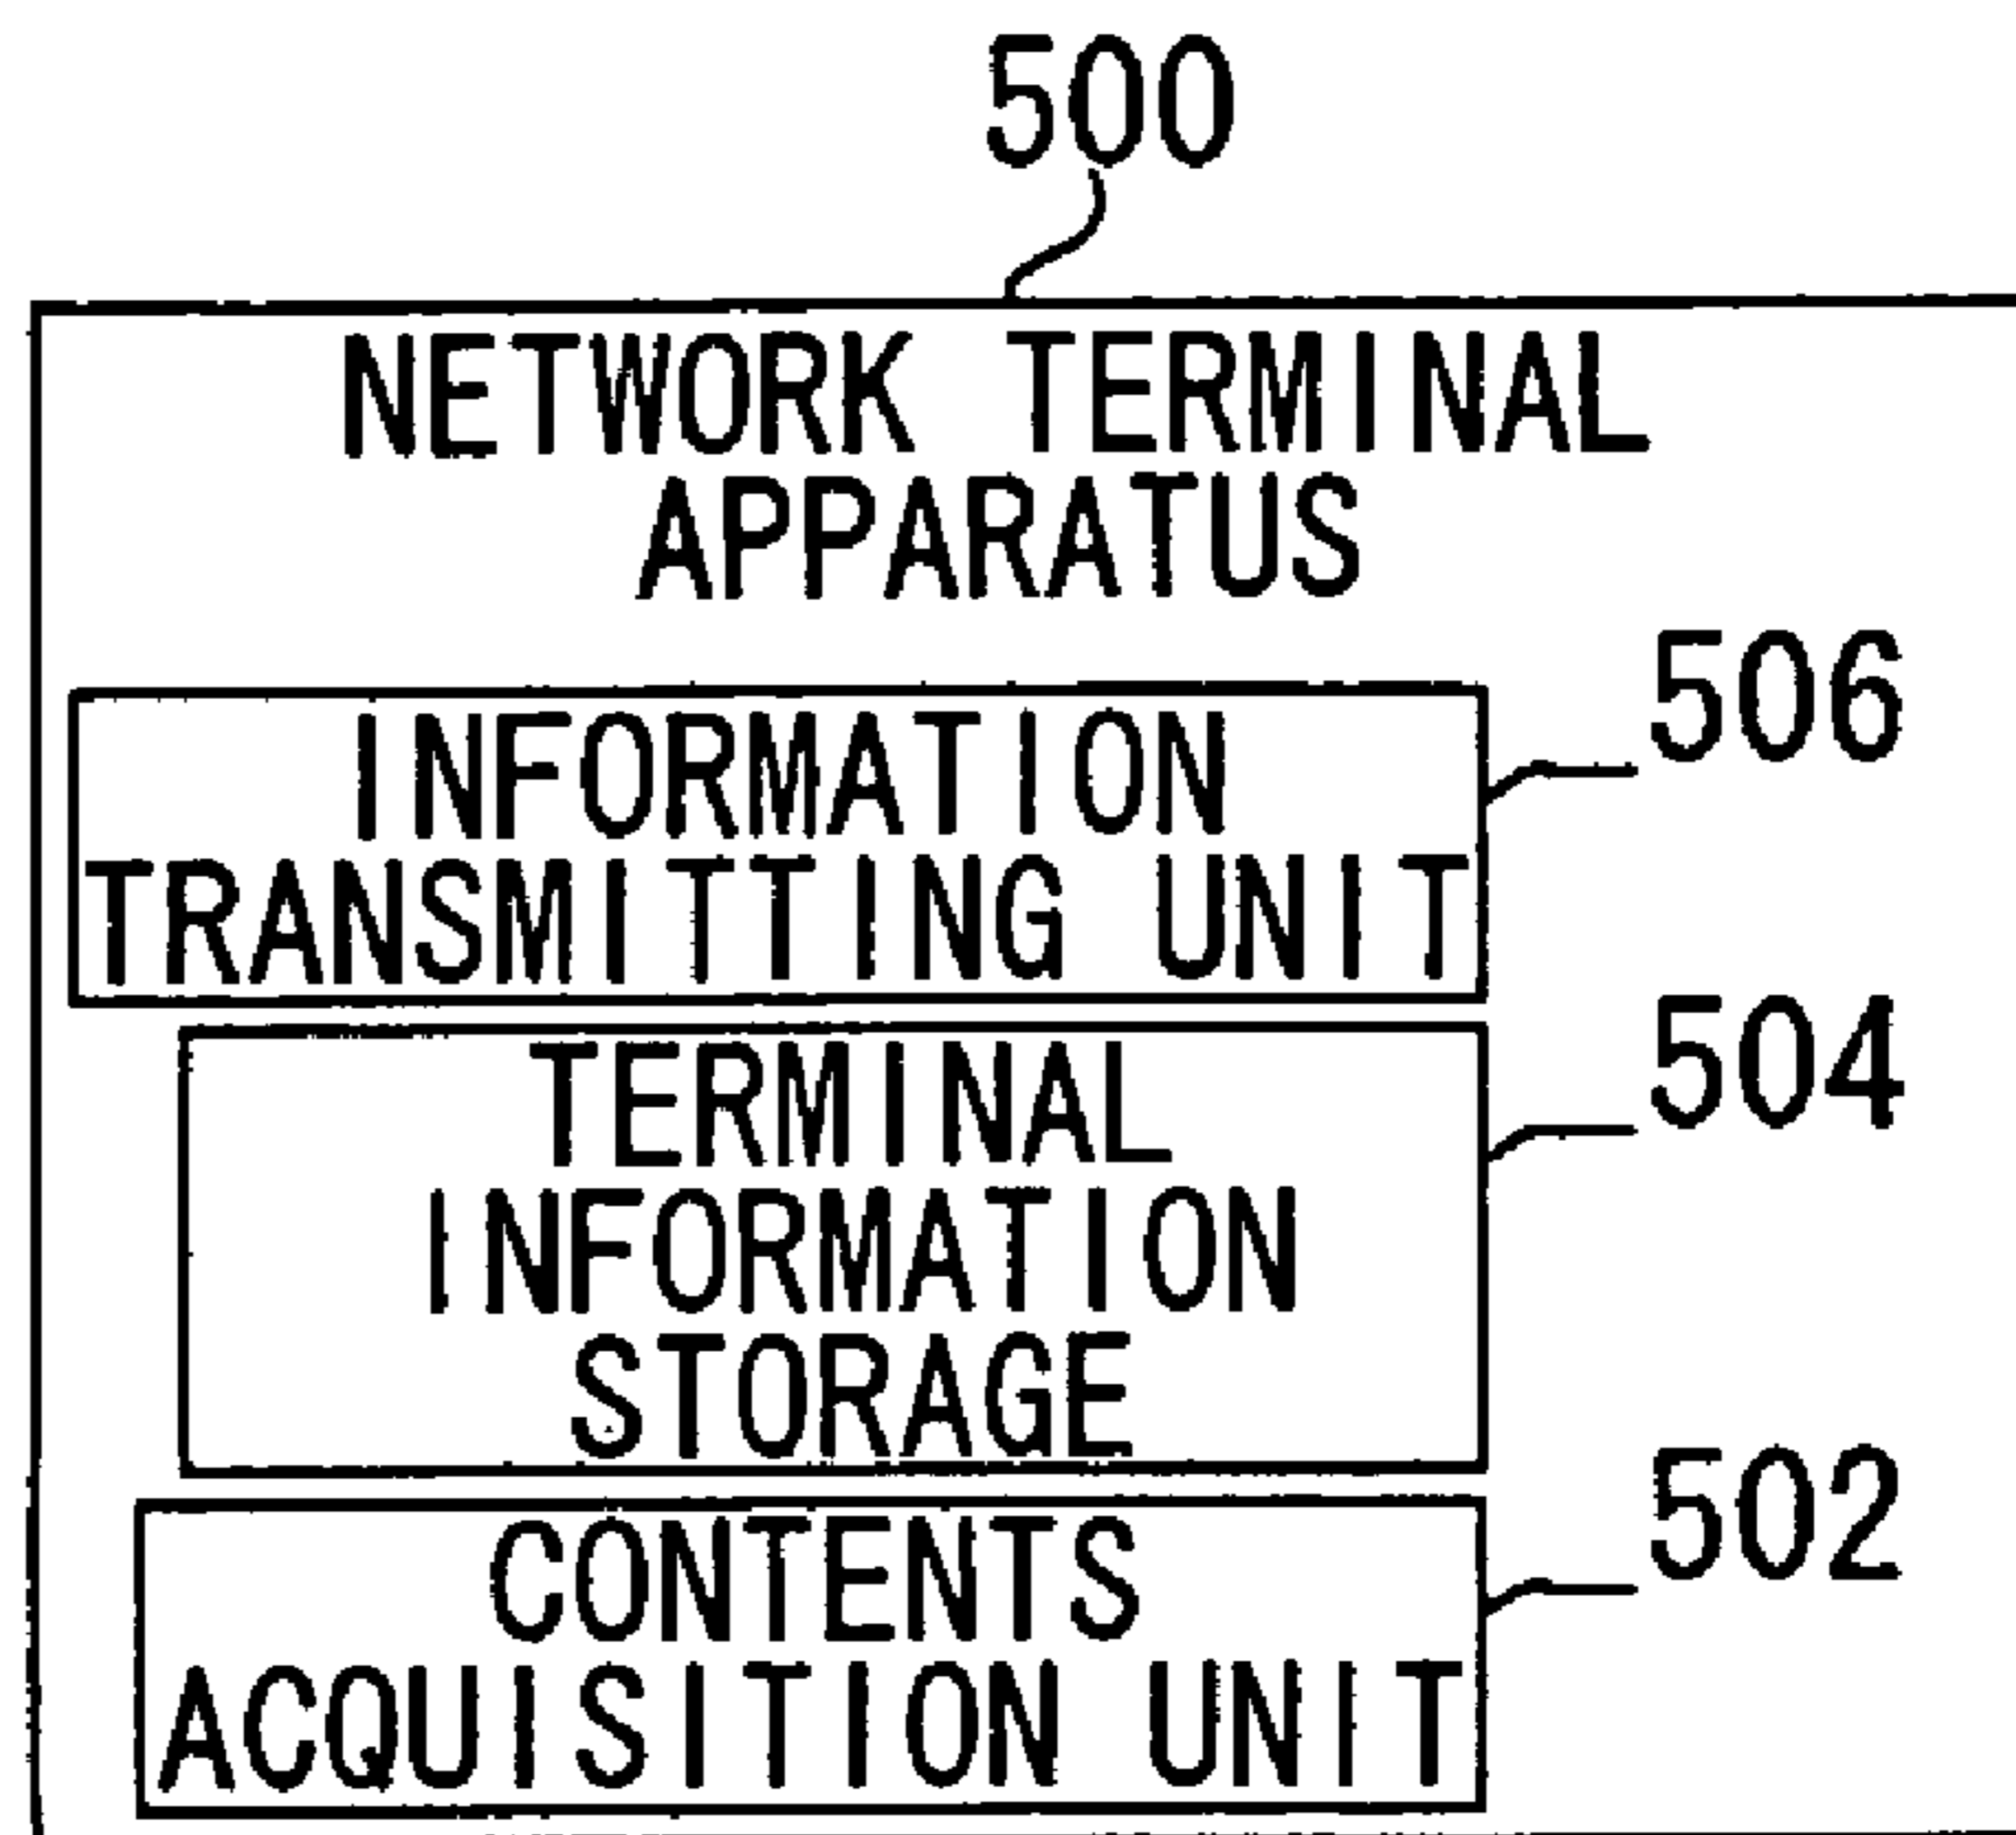 500
NETWORK TERMINAL
APPARATUS
506
INFORMATION
TRANSMITTING UNIT
504
TERMINAL
INFORMATION
STORAGE
502
CONTENTS
ACQUISITION UNIT